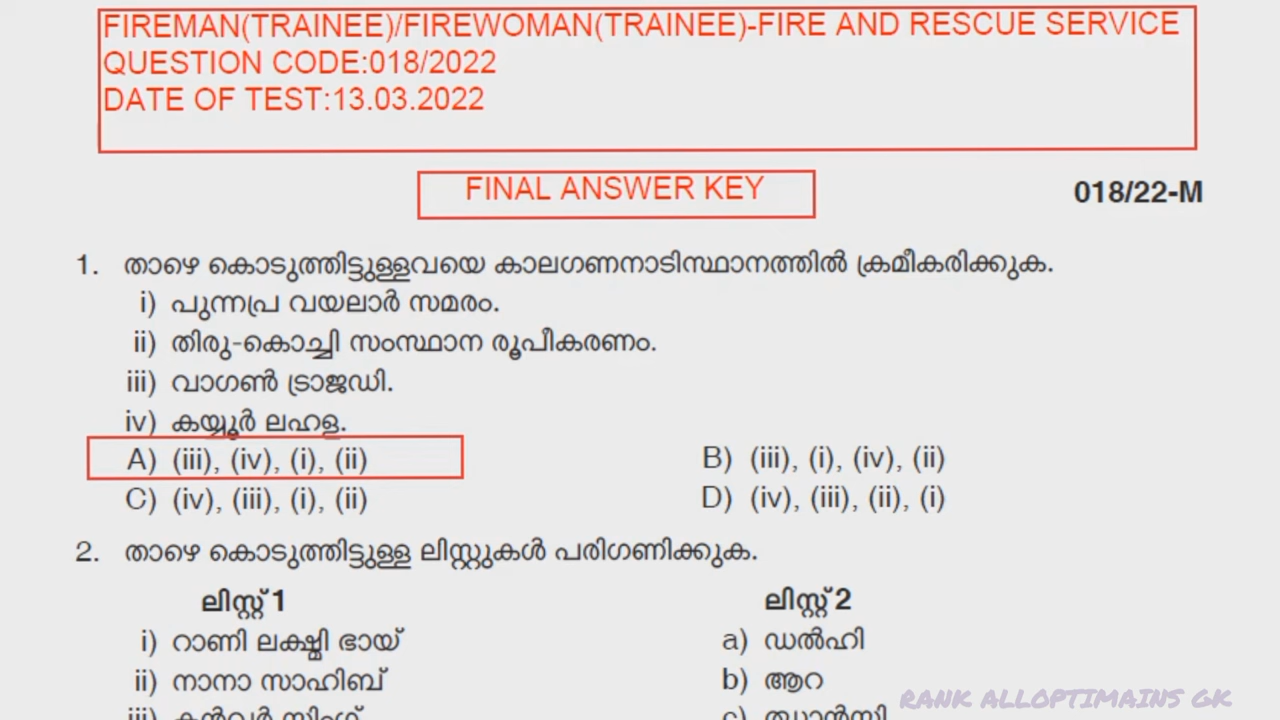 FIREMAN(TRAINEE)/FIREWOMAN(TRAINEE)-FIRE AND RESCUE SERVICE
QUESTION CODE:018/2022
DATE OF TEST:13.03.2022
FINAL ANSWER KEY
018/22-M
1. താഴെ കൊടുത്തിട്ടുള്ളവയെ കാലഗണനാടിസ്ഥാനത്തിൽ ക്രമീകരിക്കുക.
i) പുന്നപ്ര വയലാർ സമരം.
ii) തിരു-കൊച്ചി സംസ്ഥാന രൂപീകരണം.
iii) വാഗൺ ട്രാജഡി.
iv) കയ്യൂർ ലഹള.
A) (iii), (iv), (i), (ii) B) (iii), (i), (iv), (ii)
C) (iv), (iii), (i), (ii) D) (iv), (iii), (ii), (i)
2. താഴെ കൊടുത്തിട്ടുള്ള ലിസ്റ്റുകൾ പരിഗണിക്കുക.
ലിസ്റ്റ് 1 ലിസ്റ്റ് 2
i) റാണി ലക്ഷ്മി ഭായ് a) ഡൽഹി
ii) നാനാ സാഹിബ് b) ആറ
iii) കൻവർ സിംഗ് c) ഝാൻസി
RANK ALLOPTIMAINS GK